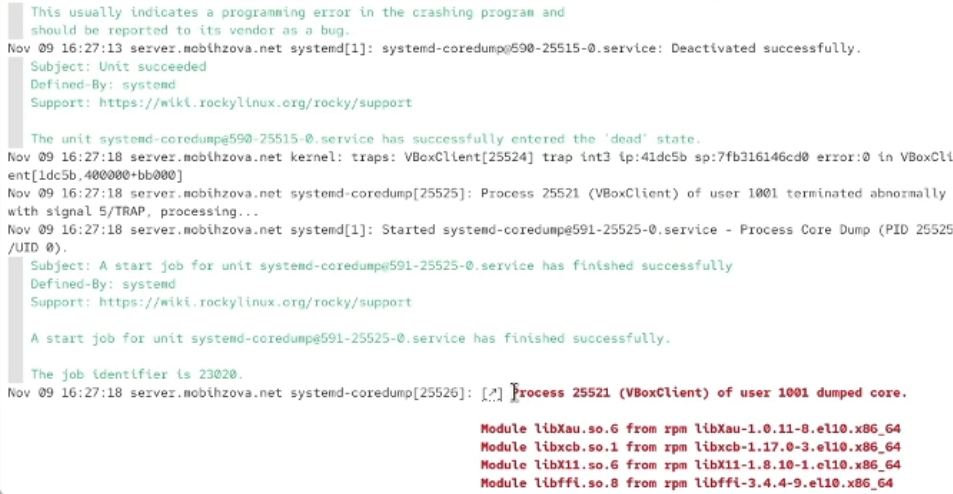 This usually indicates a programming error in the crashing program and
should be reported to its vendor as a bug.
Nov 09 16:27:13 server.mobihzova.net systemd[1]: systemd-coredump@590-25515-0.service: Deactivated successfully.
Subject: Unit succeeded
Defined-By: systemd
Support: https://wiki.rockylinux.org/rocky/support
The unit systemd-coredump@590-25515-0.service has successfully entered the 'dead' state.
Nov 09 16:27:18 server.mobihzova.net kernel: traps: VBoxClient[25524] trap int3 ip:41dc5b sp:7fb316146cd0 error:0 in VBoxCli
ent[1dc5b,400000+bb000]
Nov 09 16:27:18 server.mobihzova.net systemd-coredump[25525]: Process 25521 (VBoxClient) of user 1001 terminated abnormally
with signal 5/TRAP, processing...
Nov 09 16:27:18 server.mobihzova.net systemd[1]: Started systemd-coredump@591-25525-0.service - Process Core Dump (PID 25525
/UID 0).
Subject: A start job for unit systemd-coredump@591-25525-0.service has finished successfully
Defined-By: systemd
Support: https://wiki.rockylinux.org/rocky/support
A start job for unit systemd-coredump@591-25525-0.service has finished successfully.
The job identifier is 23020.
Nov 09 16:27:18 server.mobihzova.net systemd-coredump[25526]: [↗] Process 25521 (VBoxClient) of user 1001 dumped core.
Module libXau.so.6 from rpm libXau-1.0.11-8.el10.x86_64
Module libxcb.so.1 from rpm libxcb-1.17.0-3.el10.x86_64
Module libX11.so.6 from rpm libX11-1.8.10-1.el10.x86_64
Module libffi.so.8 from rpm libffi-3.4.4-9.el10.x86_64